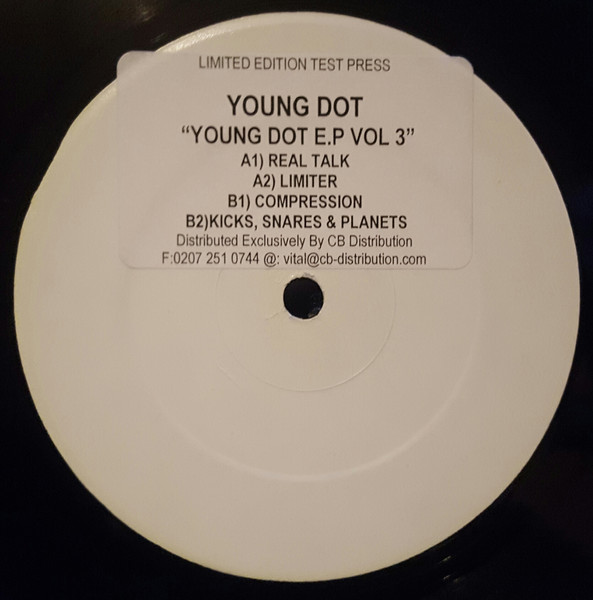 LIMITED EDITION TEST PRESS
YOUNG DOT
“YOUNG DOT E.P VOL 3”
A1) REAL TALK
A2) LIMITER
B1) COMPRESSION
B2)KICKS, SNARES & PLANETS
Distributed Exclusively By CB Distribution
F:0207 251 0744 @: vital@cb-distribution.com